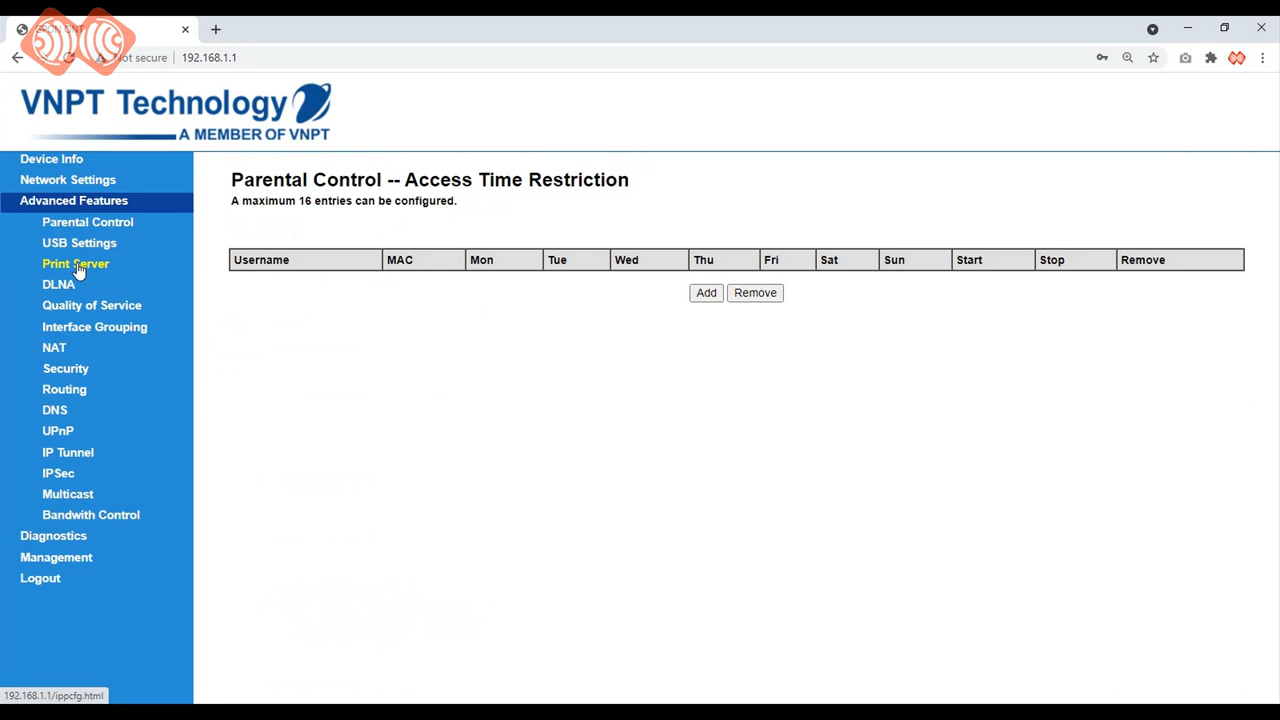 Not secure
192.168.1.1
VNPT Technology
A MEMBER OF VNPT
Device Info
Network Settings
Advanced Features
Parental Control
USB Settings
Print Server
DLNA
Quality of Service
Interface Grouping
NAT
Security
Routing
DNS
UPnP
IP Tunnel
IPSec
Multicast
Bandwith Control
Diagnostics
Management
Logout
Parental Control -- Access Time Restriction
A maximum 16 entries can be configured.
Username MAC Mon Tue Wed Thu Fri Sat Sun Start Stop Remove
Add Remove
192.168.1.1/ippcfg.html